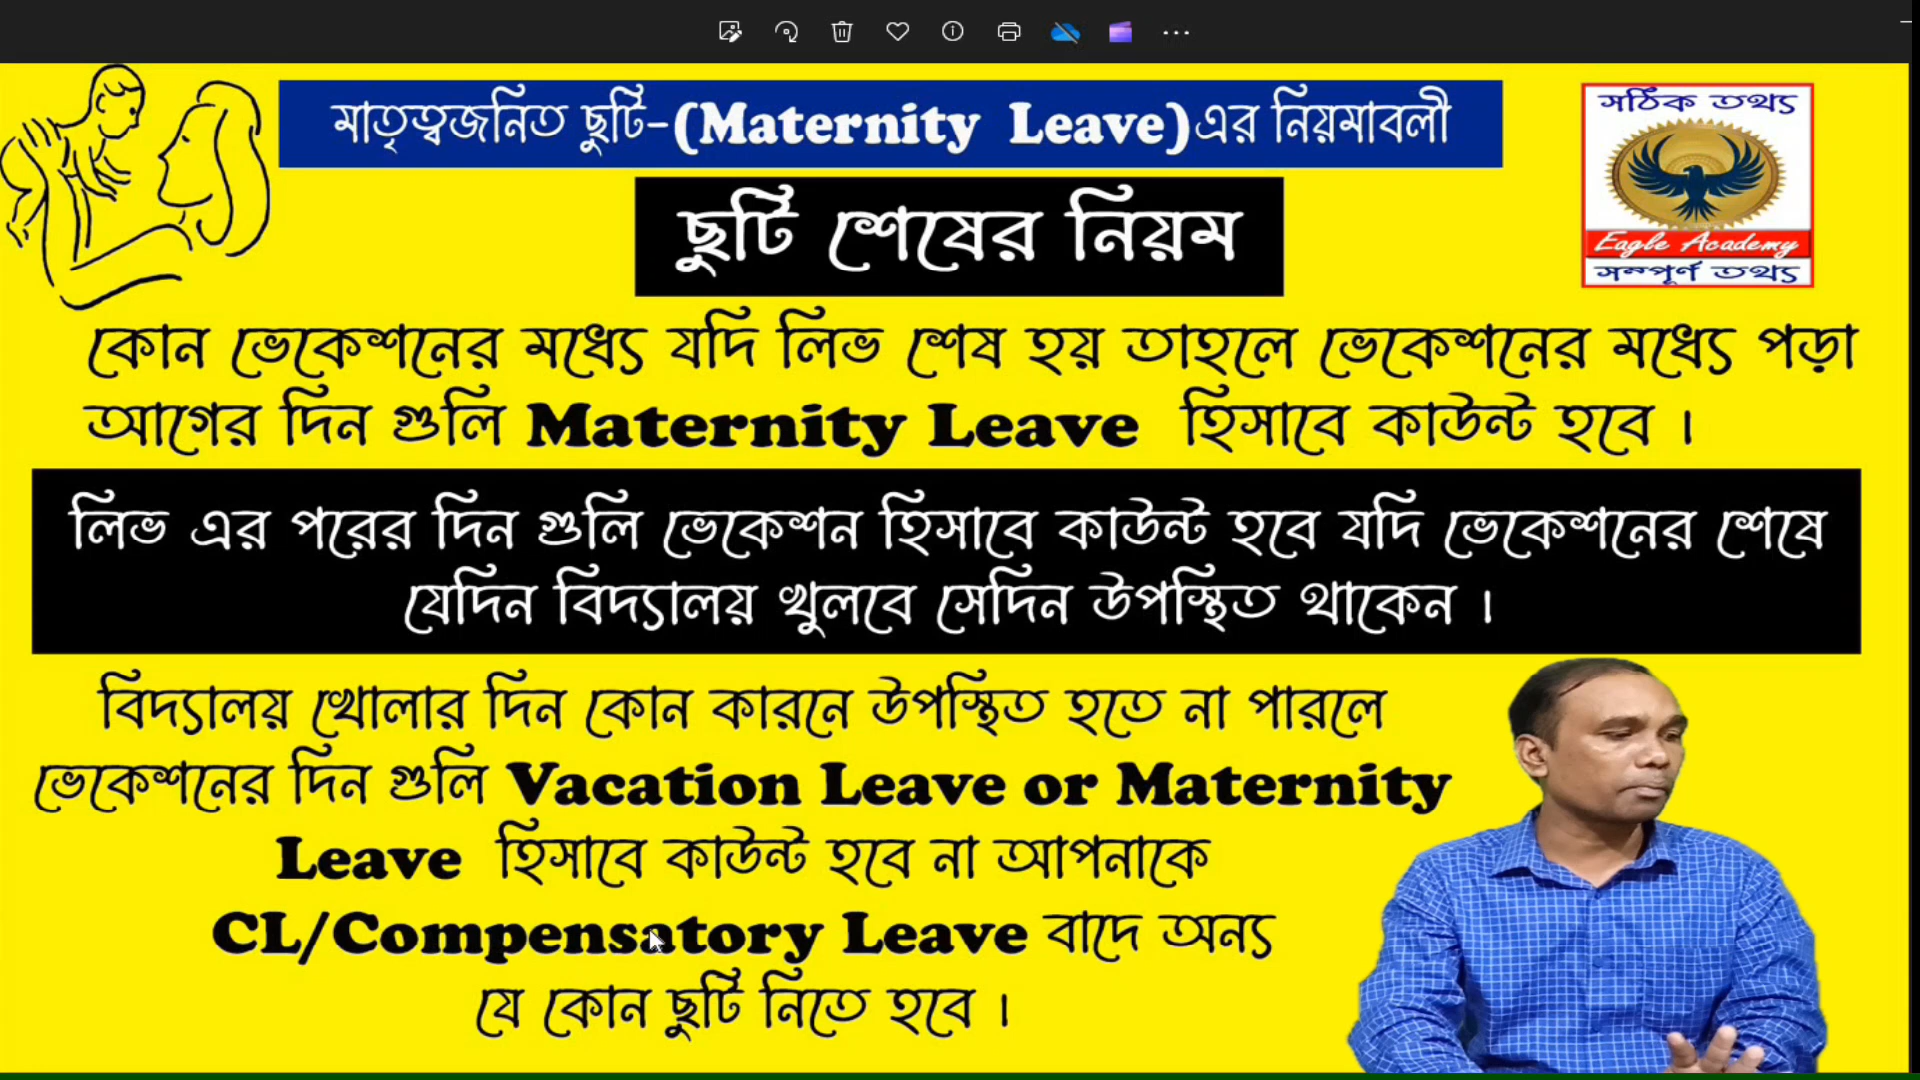 মাতৃত্বজনিত ছুটি-(Maternity Leave)এর নিয়মাবলী
সঠিক তথ্য
Eagle Academy
সম্পূর্ণ তথ্য
ছুটি শেষের নিয়ম
কোন ভেকেশনের মধ্যে যদি লিভ শেষ হয় তাহলে ভেকেশনের মধ্যে পড়া
আগের দিন গুলি Maternity Leave হিসাবে কাউন্ট হবে ।
লিভ এর পরের দিন গুলি ভেকেশন হিসাবে কাউন্ট হবে যদি ভেকেশনের শেষে
যেদিন বিদ্যালয় খুলবে সেদিন উপস্থিত থাকেন ।
বিদ্যালয় খোলার দিন কোন কারনে উপস্থিত হতে না পারলে
ভেকেশনের দিন গুলি Vacation Leave or Maternity
Leave হিসাবে কাউন্ট হবে না আপনাকে
CL/Compensatory Leave বাদে অন্য
যে কোন ছুটি নিতে হবে ।